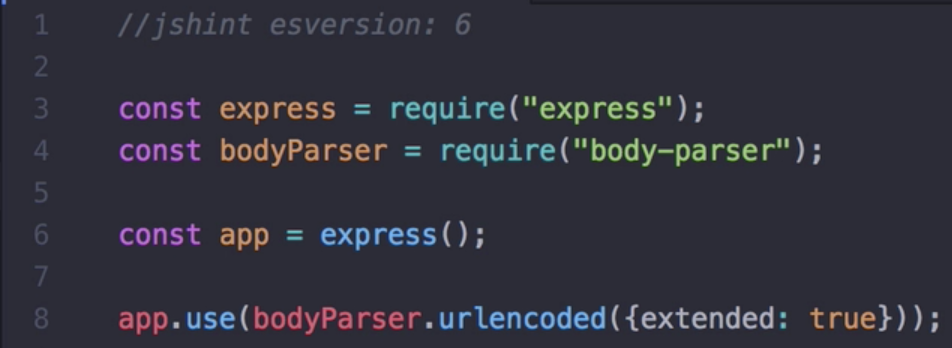 1 //jshint esversion: 6
2
3 const express = require("express");
4 const bodyParser = require("body-parser");
5
6 const app = express();
7
8 app.use(bodyParser.urlencoded({extended: true}));